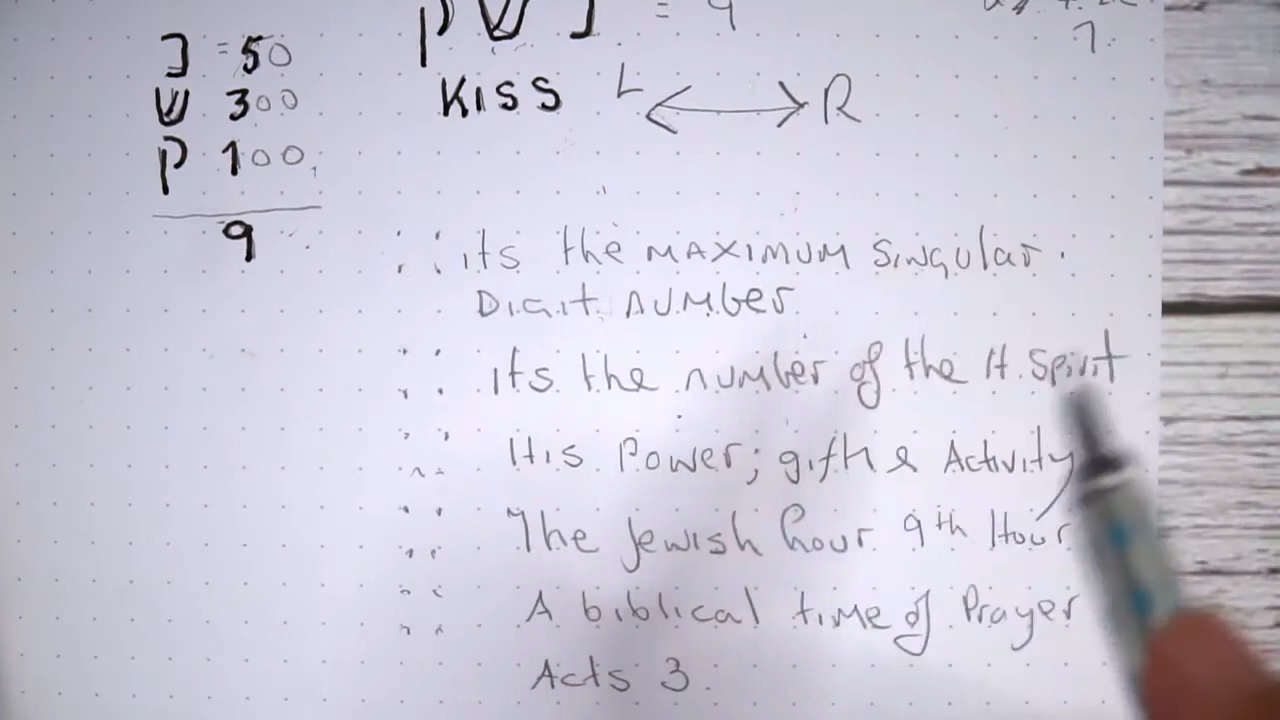 נ = 50
ש 300
ק 100
9
ק ש נ = 9
7
KISS L ↔ R
its the MAXIMUM Singular
Digit number
its the number of the H. Spirit
His Power; gifts & Activity
The Jewish hour 9th Hour
A biblical time of Prayer
Acts 3.